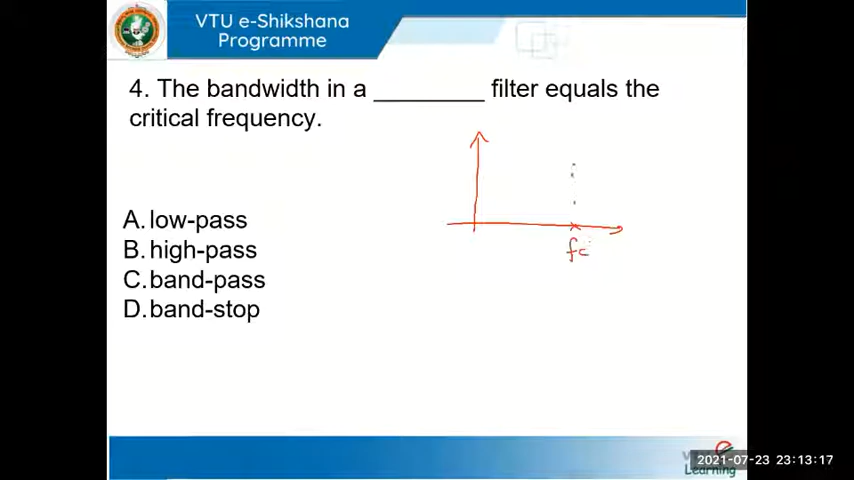 VTU e-Shikshana
Programme
4. The bandwidth in a ________ filter equals the
critical frequency.
A. low-pass
B. high-pass
C. band-pass
D. band-stop
fc
2021-07-23 23:13:17
Learning